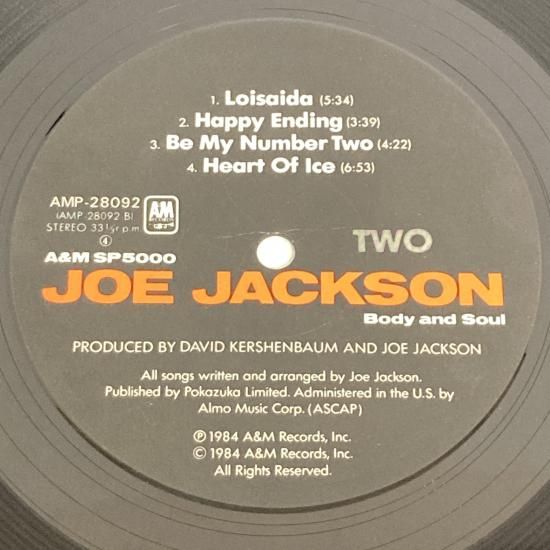 1. Loisaida (5:34)
2. Happy Ending (3:39)
3. Be My Number Two (4:22)
4. Heart Of Ice (6:53)
AMP-28092
(AMP-28092 B)
STEREO 33⅓ r.p.m.
④
A&M
RECORDS
A&M SP5000
TWO
JOE JACKSON
Body and Soul
PRODUCED BY DAVID KERSHENBAUM AND JOE JACKSON
All songs written and arranged by Joe Jackson.
Published by Pokazuka Limited. Administered in the U.S. by
Almo Music Corp. (ASCAP)
℗ 1984 A&M Records, Inc.
© 1984 A&M Records, Inc.
All Rights Reserved.